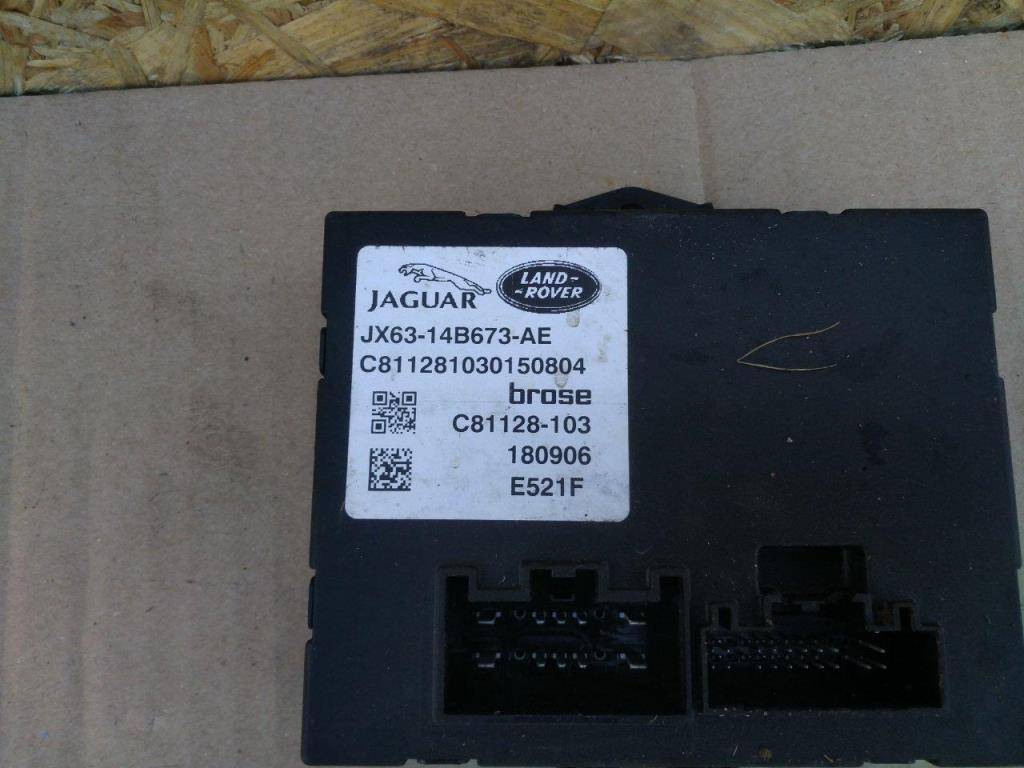 JAGUAR
LAND-
-ROVER
JX63-14B673-AE
C811281030150804
brose
C81128-103
180906
E521F